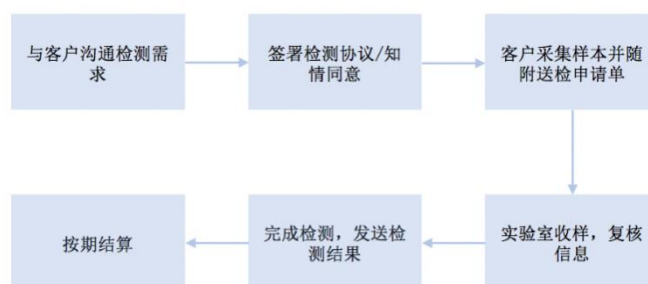 与客户沟通检测需
求
签署检测协议/知
情同意
客户采集样本并随
附送检申请单
实验室收样，复核
信息
完成检测，发送检
测结果
按期结算